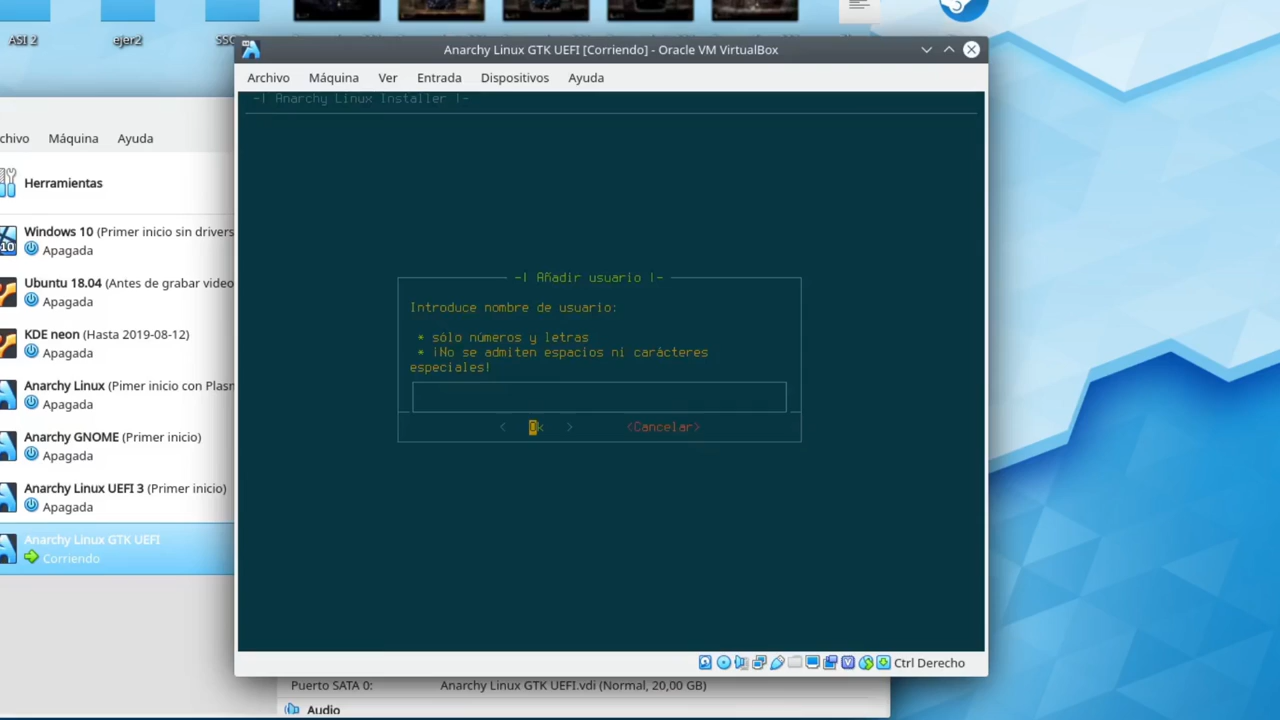 ASI 2
ejer2
Anarchy Linux GTK UEFI [Corriendo] - Oracle VM VirtualBox
Archivo Máquina Ver Entrada Dispositivos Ayuda
-| Anarchy Linux Installer |-
chivo Máquina Ayuda
Herramientas
Windows 10 (Primer inicio sin drivers
Apagada
Ubuntu 18.04 (Antes de grabar video
Apagada
KDE neon (Hasta 2019-08-12)
Apagada
Anarchy Linux (Pimer inicio con Plasn
Apagada
Anarchy GNOME (Primer inicio)
Apagada
Anarchy Linux UEFI 3 (Primer inicio)
Apagada
Anarchy Linux GTK UEFI
Corriendo
-| Añadir usuario |-
Introduce nombre de usuario:
* sólo números y letras
* ¡No se admiten espacios ni carácteres
especiales!
< Ok > <Cancelar>
Ctrl Derecho
Puerto SATA 0: Anarchy Linux GTK UEFI.vdi (Normal, 20,00 GB)
Audio